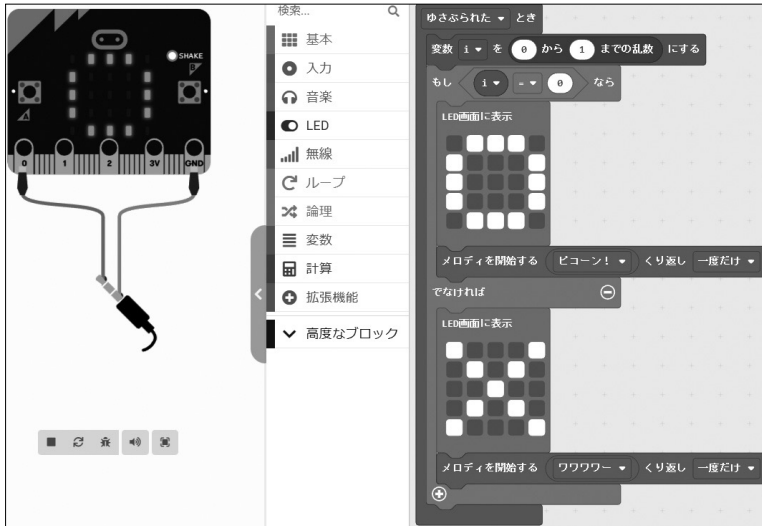 SHAKE
B
A
0 1 2 3V GND
検索...
基本
入力
音楽
LED
無線
ループ
論理
変数
計算
拡張機能
高度なブロック
ゆさぶられた とき
変数 i を 0 から 1 までの乱数 にする
もし i = 0 なら
LED画面に表示
メロディを開始する ピコーン! くり返し 一度だけ
でなければ
LED画面に表示
メロディを開始する ワワワワー くり返し 一度だけ